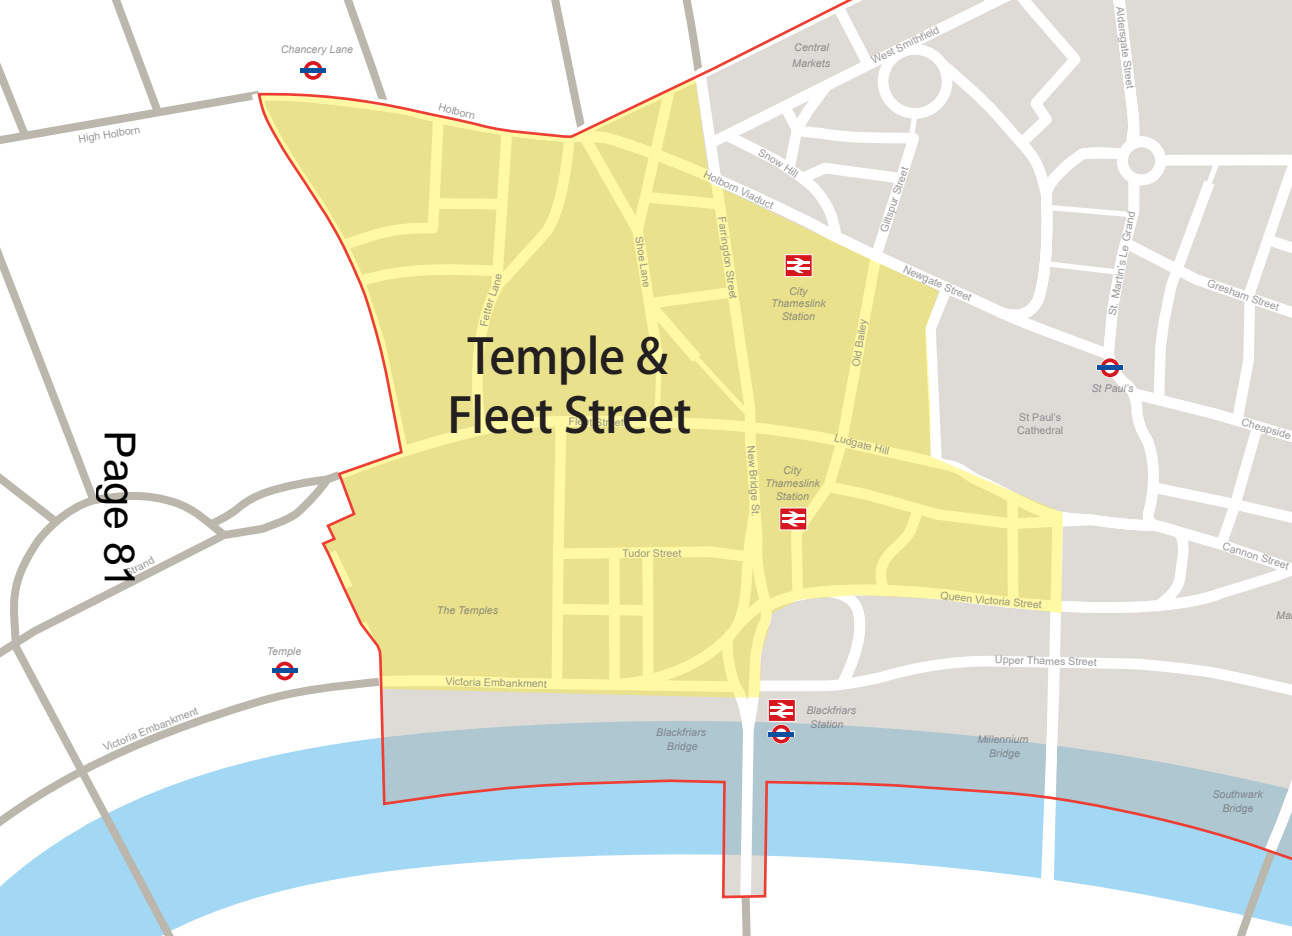 Chancery Lane
High Holborn
Holborn
Central
Markets
West Smithfield
Aldersgate Street
Snow Hill
Holborn Viaduct
Giltspur Street
Farringdon Street
Shoe Lane
Fetter Lane
City
Thameslink
Station
Newgate Street
St. Martin's Le Grand
Gresham Street
Old Bailey
Temple &
Fleet Street
Fleet Street
St Paul's
St Paul's
Cathedral
Cheapside
Ludgate Hill
New Bridge St.
City
Thameslink
Station
Page 81
Strand
Tudor Street
Cannon Street
The Temples
Queen Victoria Street
Temple
Upper Thames Street
Victoria Embankment
Victoria Embankment
Blackfriars
Station
Blackfriars
Bridge
Millennium
Bridge
Southwark
Bridge